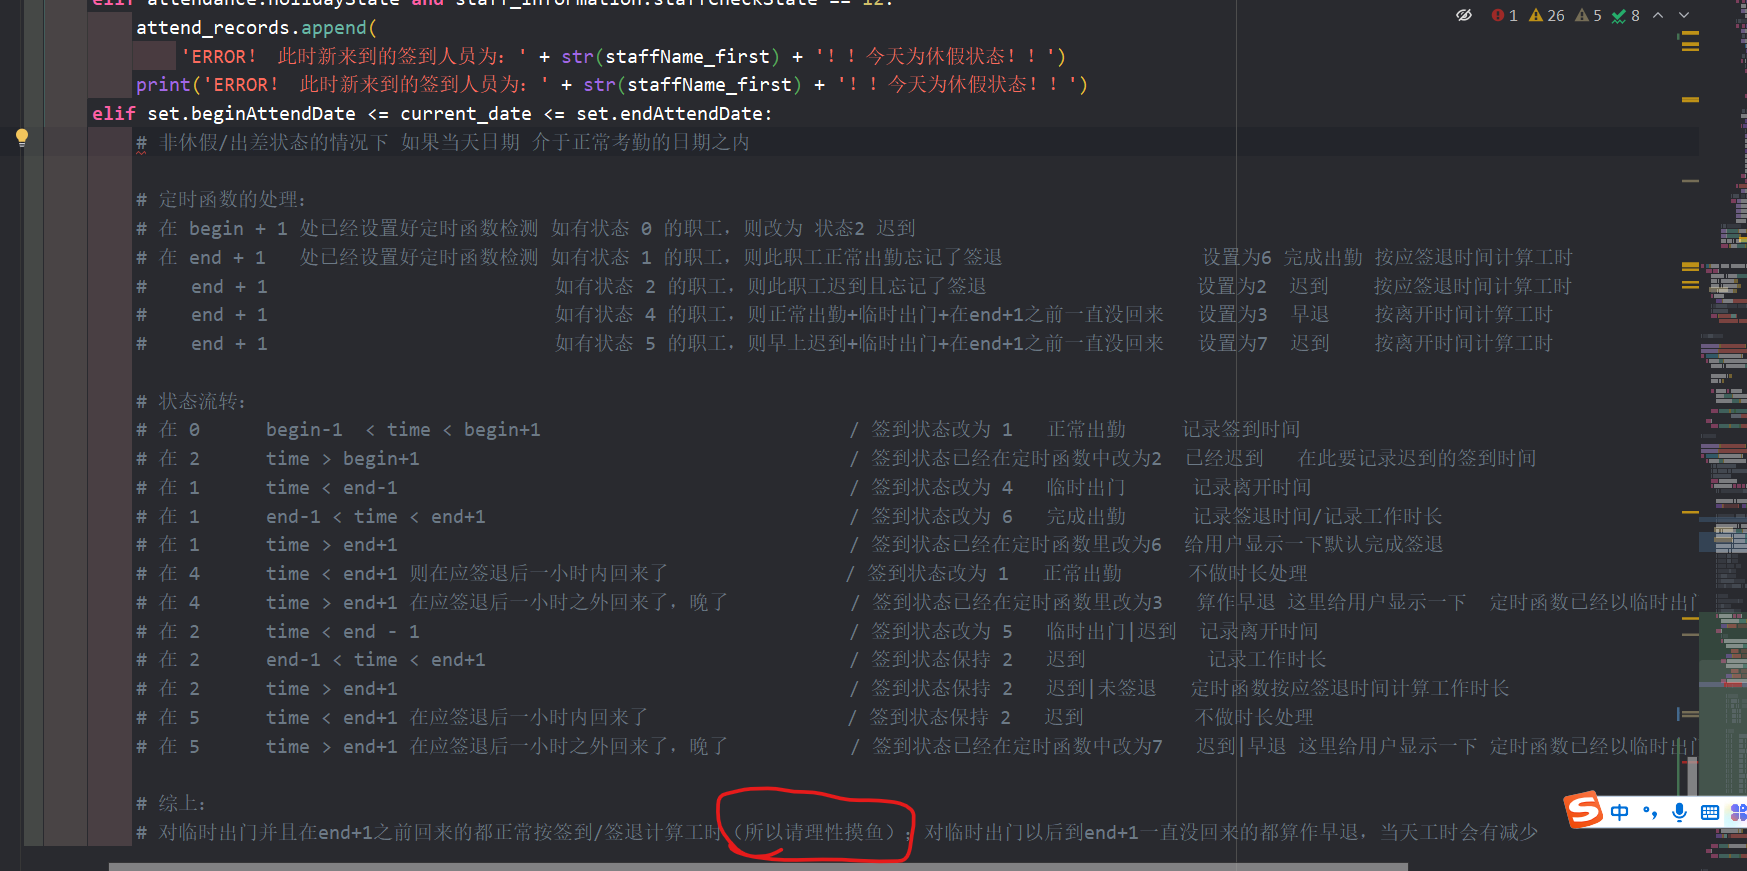 elif attendance.holidayState and staff_information.staffCheckState == 12:
attend_records.append(
'ERROR! 此时新来到的签到人员为：' + str(staffName_first) + '！！今天为休假状态！！')
print('ERROR! 此时新来到的签到人员为：' + str(staffName_first) + '！！今天为休假状态！！')
elif set.beginAttendDate <= current_date <= set.endAttendDate:
# 非休假/出差状态的情况下 如果当天日期 介于正常考勤的日期之内
# 定时函数的处理：
# 在 begin + 1 处已经设置好定时函数检测 如有状态 0 的职工，则改为 状态2 迟到
# 在 end + 1 处已经设置好定时函数检测 如有状态 1 的职工，则此职工正常出勤忘记了签退 设置为6 完成出勤 按应签退时间计算工时
# end + 1 如有状态 2 的职工，则此职工迟到且忘记了签退 设置为2 迟到 按应签退时间计算工时
# end + 1 如有状态 4 的职工，则正常出勤+临时出门+在end+1之前一直没回来 设置为3 早退 按离开时间计算工时
# end + 1 如有状态 5 的职工，则早上迟到+临时出门+在end+1之前一直没回来 设置为7 迟到 按离开时间计算工时
# 状态流转：
# 在 0 begin-1 < time < begin+1 / 签到状态改为 1 正常出勤 记录签到时间
# 在 2 time > begin+1 / 签到状态已经在定时函数中改为2 已经迟到 在此要记录迟到的签到时间
# 在 1 time < end-1 / 签到状态改为 4 临时出门 记录离开时间
# 在 1 end-1 < time < end+1 / 签到状态改为 6 完成出勤 记录签退时间/记录工作时长
# 在 1 time > end+1 / 签到状态已经在定时函数里改为6 给用户显示一下默认完成签退
# 在 4 time < end+1 则在应签退后一小时内回来了 / 签到状态改为 1 正常出勤 不做时长处理
# 在 4 time > end+1 在应签退后一小时之外回来了，晚了 / 签到状态已经在定时函数里改为3 算作早退 这里给用户显示一下 定时函数已经以临时出门
# 在 2 time < end - 1 / 签到状态改为 5 临时出门|迟到 记录离开时间
# 在 2 end-1 < time < end+1 / 签到状态保持 2 迟到 记录工作时长
# 在 2 time > end+1 / 签到状态保持 2 迟到|未签退 定时函数按应签退时间计算工作时长
# 在 5 time < end+1 在应签退后一小时内回来了 / 签到状态保持 2 迟到 不做时长处理
# 在 5 time > end+1 在应签退后一小时之外回来了，晚了 / 签到状态已经在定时函数中改为7 迟到|早退 这里给用户显示一下 定时函数已经以临时出门
# 综上：
# 对临时出门并且在end+1之前回来的都正常按签到/签退计算工时（所以请理性摸鱼）；对临时出门以后到end+1一直没回来的都算作早退，当天工时会有减少
1 26 5 8
S 中